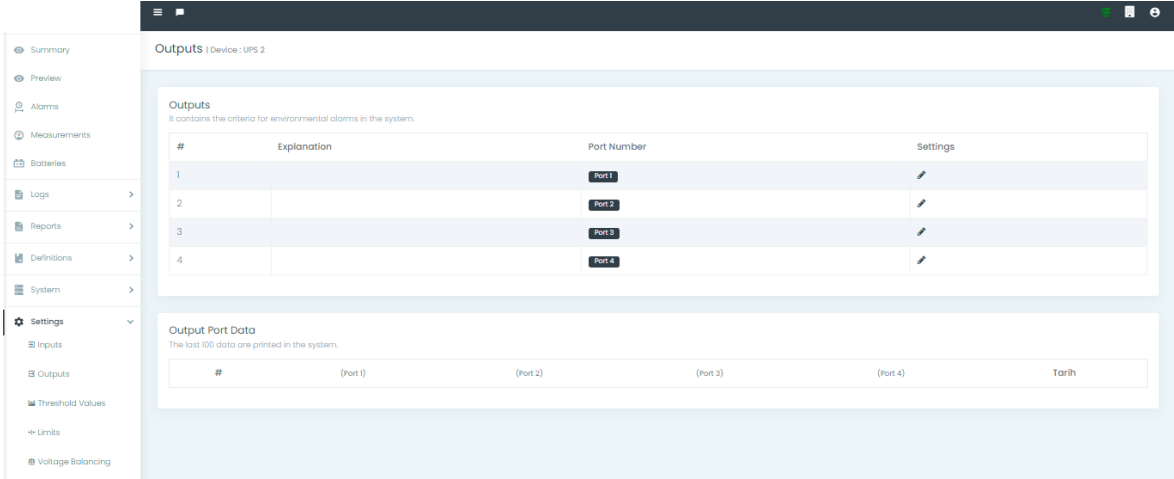 Outputs | Device : UPS 2
Summary
Preview
Alarms
Measurements
Batteries
Logs
Reports
Definitions
System
Settings
Inputs
Outputs
Threshold Values
Limits
Voltage Balancing
Outputs
It contains the criteria for environmental alarms in the system.
# Explanation Port Number Settings
1 Port 1
2 Port 2
3 Port 3
4 Port 4
Output Port Data
The last 100 data are printed in the system.
# (Port 1) (Port 2) (Port 3) (Port 4) Tarih